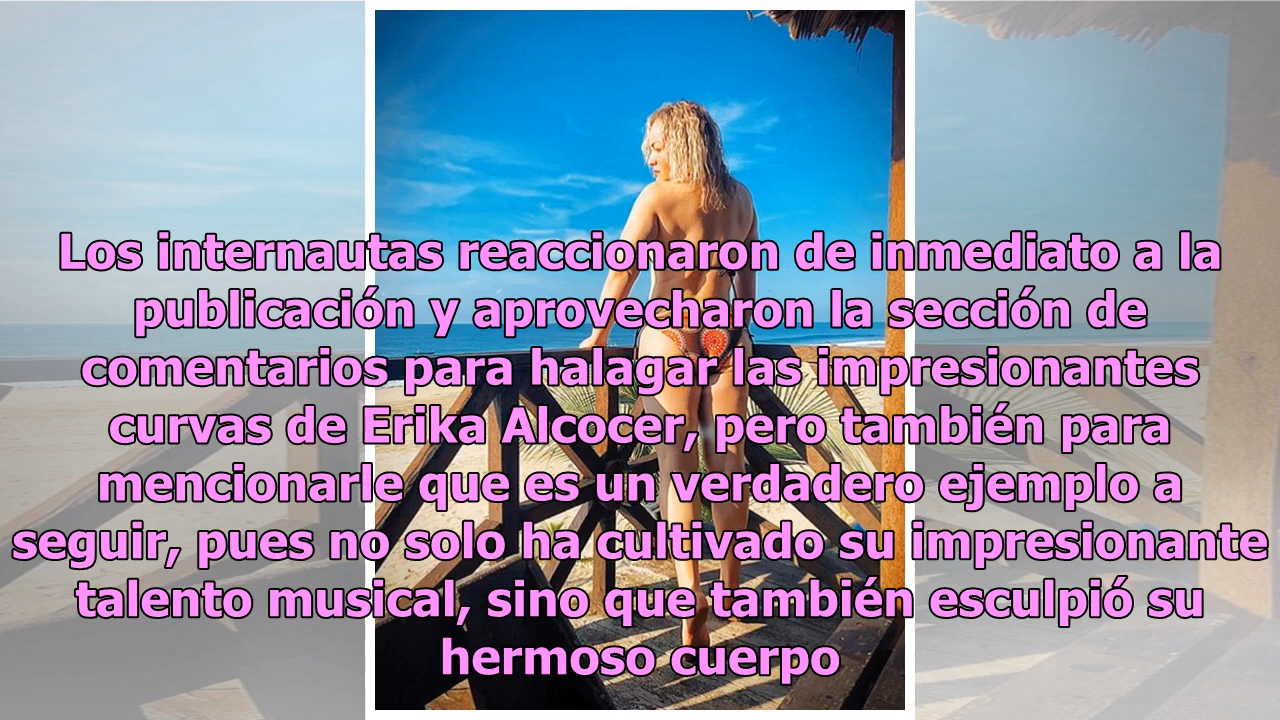 Los internautas reaccionaron de inmediato a la
publicación y aprovecharon la sección de
comentarios para halagar las impresionantes
curvas de Erika Alcocer, pero también para
mencionarle que es un verdadero ejemplo a
seguir, pues no solo ha cultivado su impresionante
talento musical, sino que también esculpió su
hermoso cuerpo